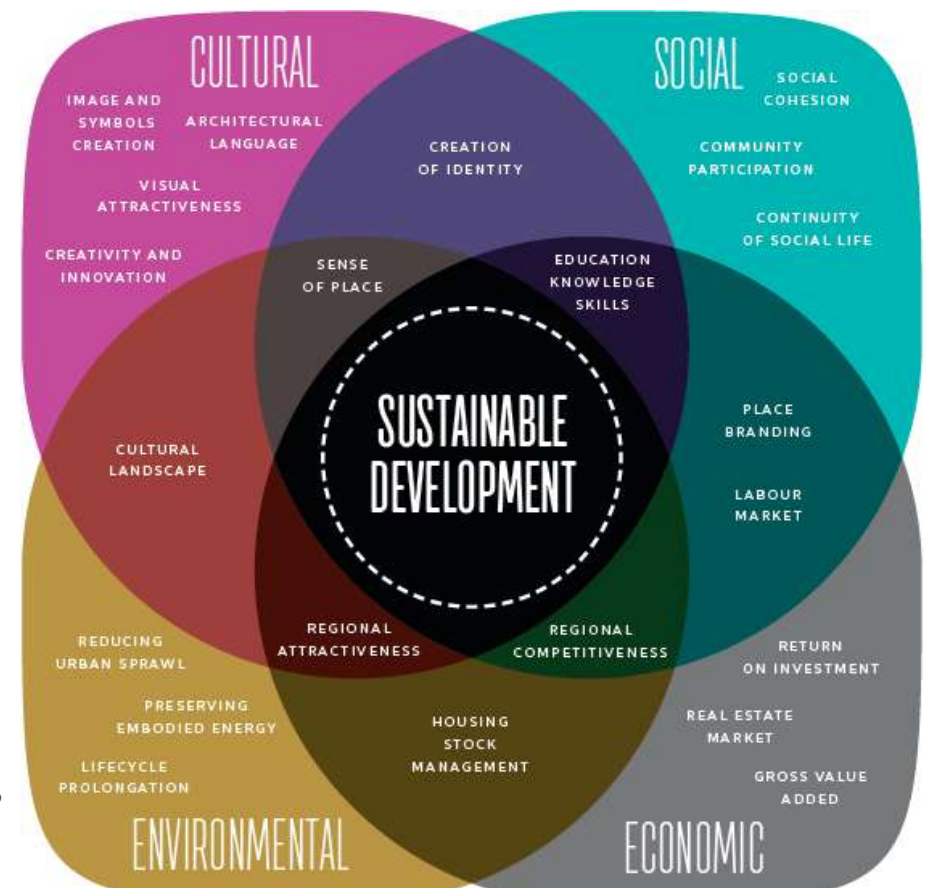 CULTURAL
IMAGE AND
SYMBOLS
CREATION
ARCHITECTURAL
LANGUAGE
VISUAL
ATTRACTIVENESS
CREATIVITY AND
INNOVATION
SOCIAL
SOCIAL
COHESION
COMMUNITY
PARTICIPATION
CONTINUITY
OF SOCIAL LIFE
CREATION
OF IDENTITY
SENSE
OF PLACE
EDUCATION
KNOWLEDGE
SKILLS
SUSTAINABLE
DEVELOPMENT
CULTURAL
LANDSCAPE
PLACE
BRANDING
LABOUR
MARKET
REGIONAL
ATTRACTIVENESS
REGIONAL
COMPETITIVENESS
REDUCING
URBAN SPRAWL
PRESERVING
EMBODIED ENERGY
LIFECYCLE
PROLONGATION
ENVIRONMENTAL
HOUSING
STOCK
MANAGEMENT
RETURN
ON INVESTMENT
REAL ESTATE
MARKET
GROSS VALUE
ADDED
ECONOMIC